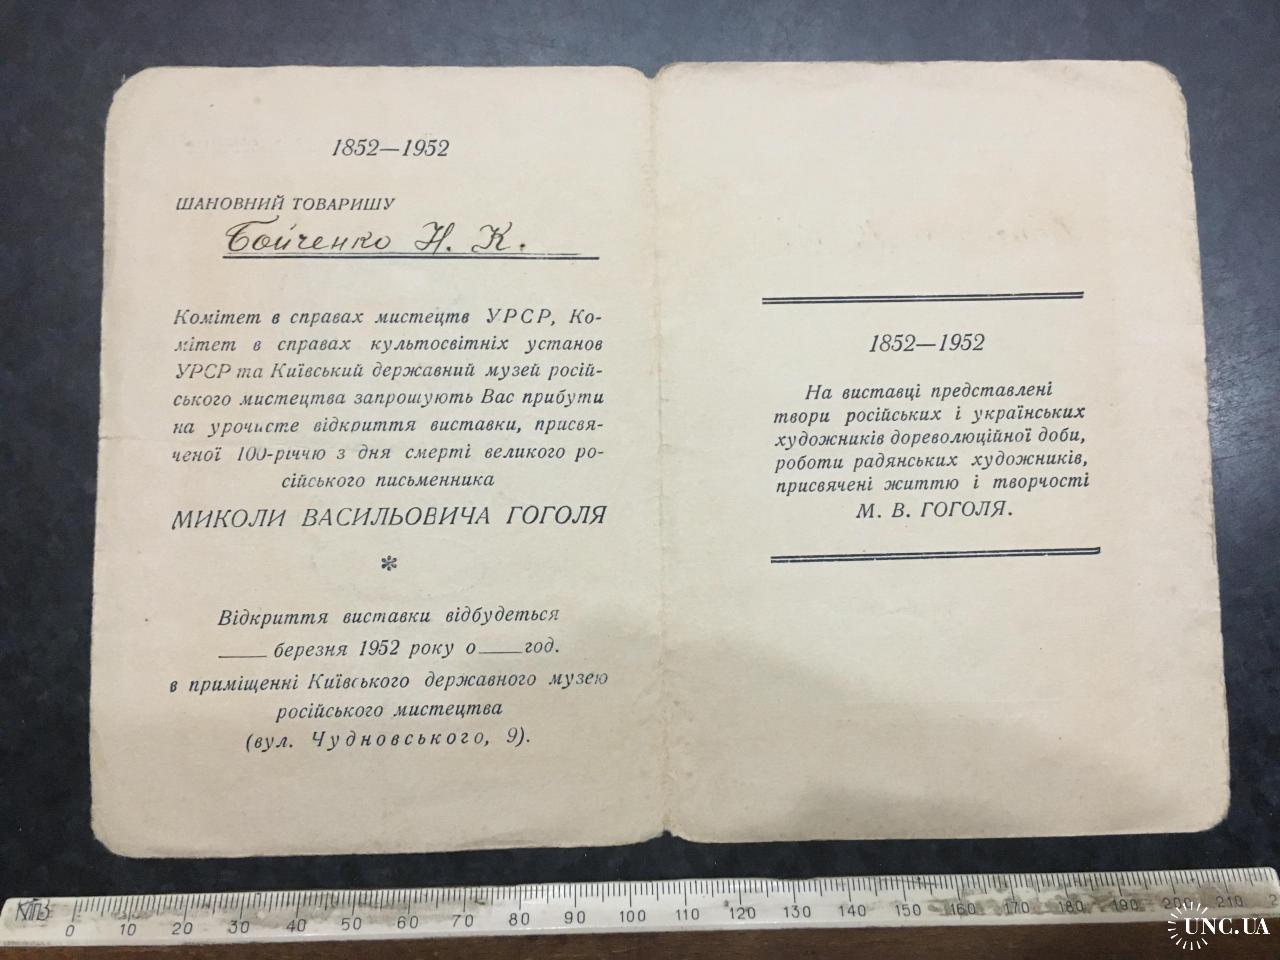 1852—1952
ШАНОВНИЙ ТОВАРИШУ
Бойченко Н. К.
Комітет в справах мистецтв УРСР, Ко-
мітет в справах культосвітніх установ
УРСР та Київський державний музей росій-
ського мистецтва запрошують Вас прибути
на урочисте відкриття виставки, присвя-
ченої 100-річчю з дня смерті великого ро-
сійського письменника
МИКОЛИ ВАСИЛЬОВИЧА ГОГОЛЯ
*
Відкриття виставки відбудеться
____ березня 1952 року о ____ год.
в приміщенні Київського державного музею
російського мистецтва
(вул. Чудновського, 9).
1852—1952
На виставці представлені
твори російських і українських
художників дореволюційної доби,
роботи радянських художників,
присвячені життю і творчості
М. В. ГОГОЛЯ.
0 10 20 30 40 50 60 70 80 90 100 110 120 130 140 150 160 170 180 190 200 210 2
UNC.UA